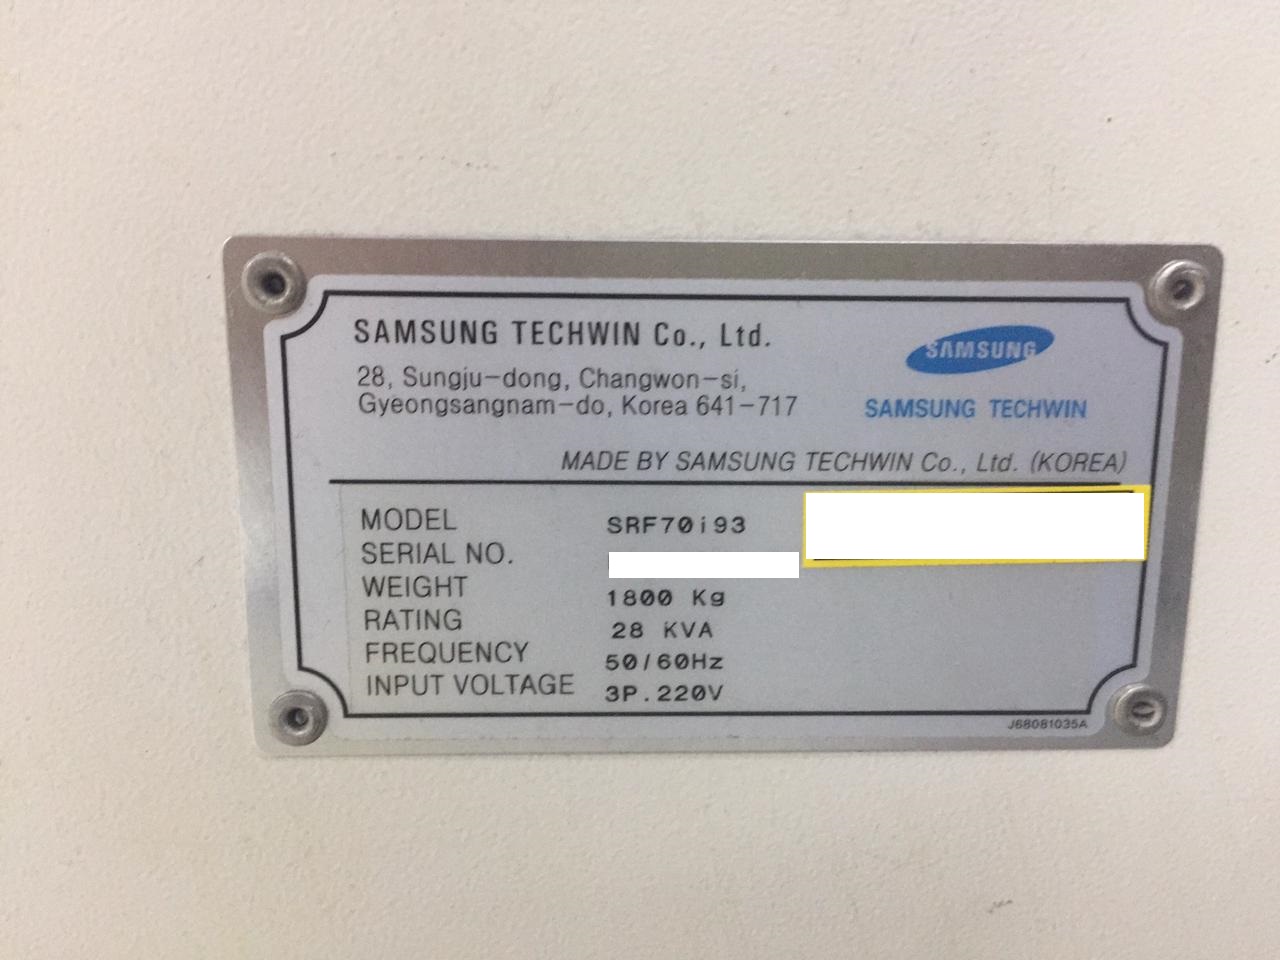 SAMSUNG TECHWIN Co., Ltd.
28, Sungju-dong, Changwon-si,
Gyeongsangnam-do, Korea 641-717
SAMSUNG
SAMSUNG TECHWIN
MADE BY SAMSUNG TECHWIN Co., Ltd. (KOREA)
MODEL SRF70i93
SERIAL NO.
WEIGHT 1800 Kg
RATING 28 KVA
FREQUENCY 50/60Hz
INPUT VOLTAGE 3P.220V
J68081035A